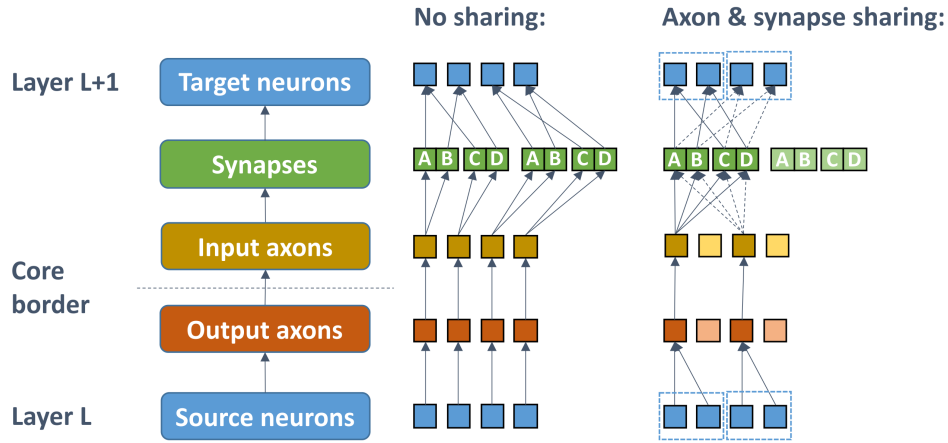 No sharing:
Axon & synapse sharing:
Layer L+1
Target neurons
Synapses
A B C D A B C D
A B C D A B C D
Input axons
Core
border
Output axons
Layer L
Source neurons